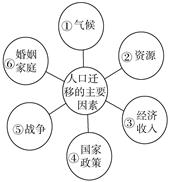 ①气候
②资源
③经济
收入
④国家
政策
⑤战争
⑥婚姻
家庭
人口迁
移的主要
因素